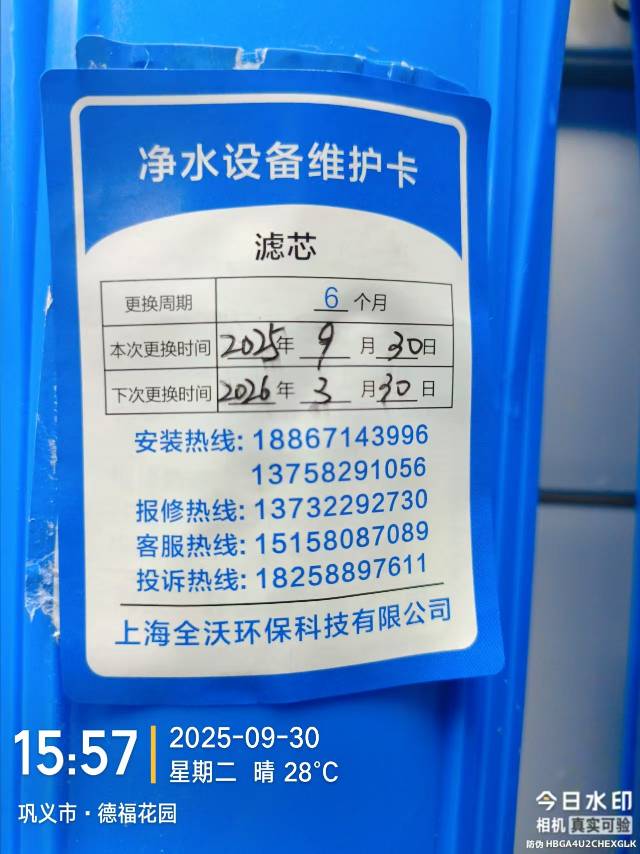 净水设备维护卡
滤芯
更换周期 6 个月
本次更换时间 2025年 9 月 30日
下次更换时间 2026年 3 月 30日
安装热线: 18867143996
13758291056
报修热线: 13732292730
客服热线: 15158087089
投诉热线: 18258897611
上海全沃环保科技有限公司
15:57
2025-09-30
星期二 晴 28°C
巩义市·德福花园
今日水印
相机 真实可验
防伪 HBGA4U2CHEXGLK